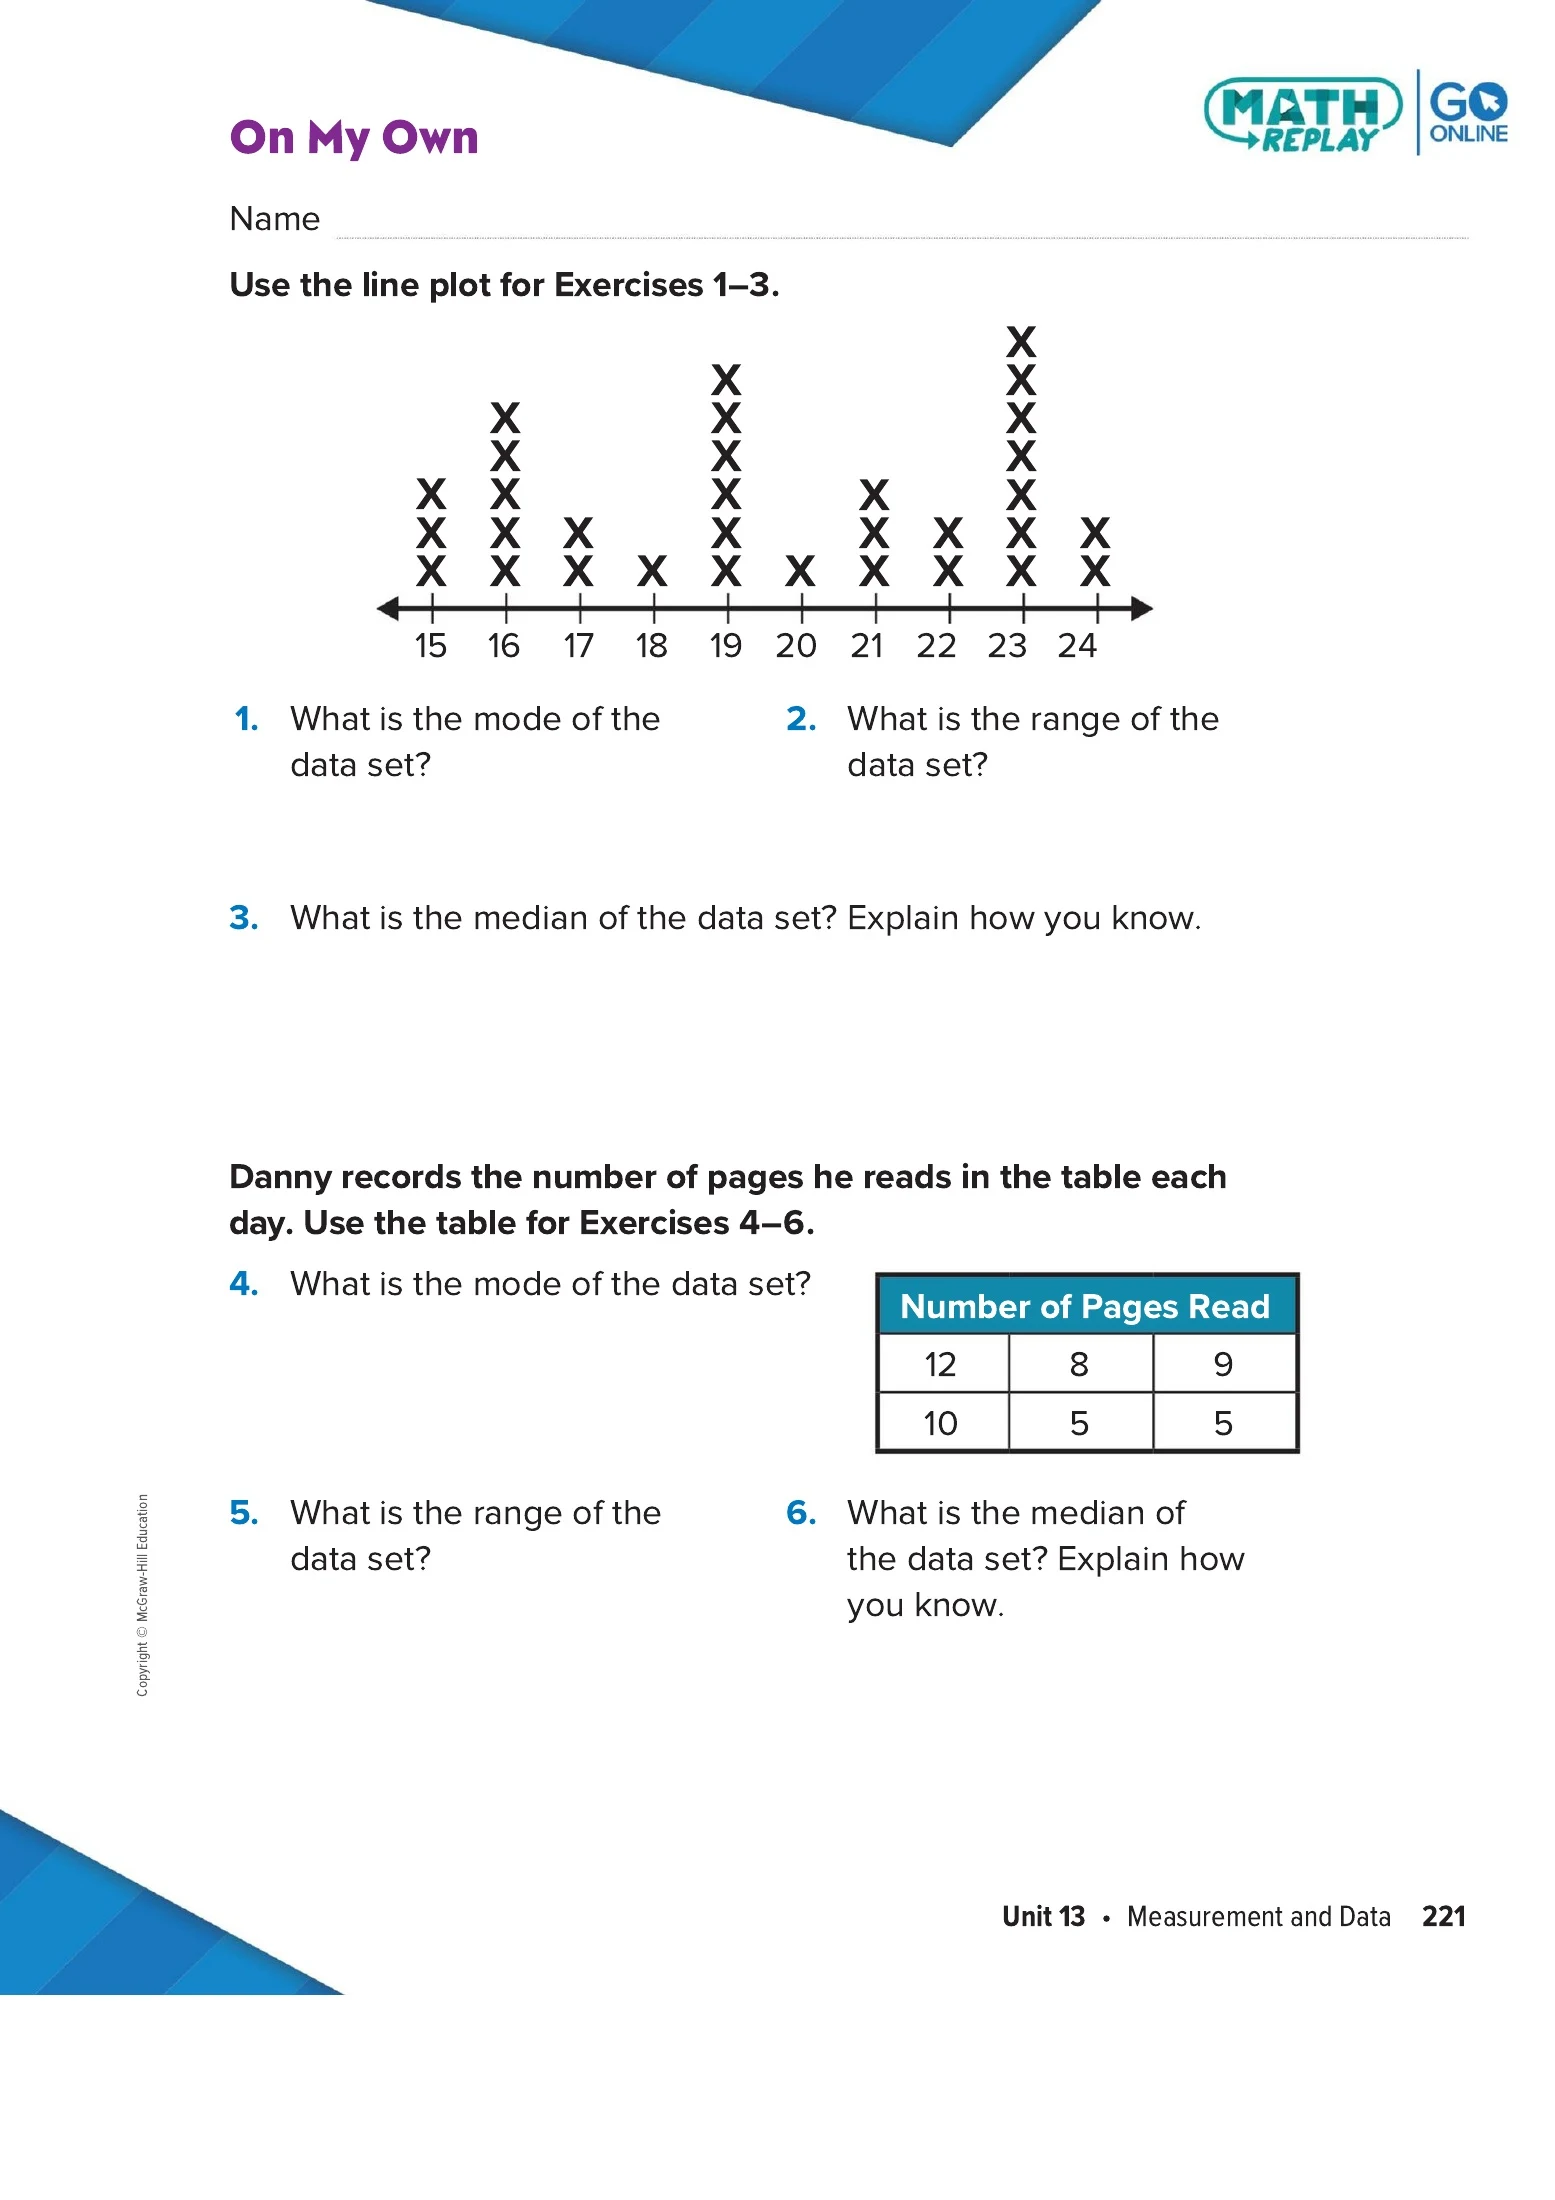 MATH
REPLAY
GO
ONLINE
On My Own
Name
Use the line plot for Exercises 1–3.
X
X X
X X X
X X X
X X X X X
X X X X X X X X
X X X X X X X X X X
15 16 17 18 19 20 21 22 23 24
1. What is the mode of the
data set?
2. What is the range of the
data set?
3. What is the median of the data set? Explain how you know.
Danny records the number of pages he reads in the table each
day. Use the table for Exercises 4–6.
4. What is the mode of the data set?
Number of Pages Read
12 8 9
10 5 5
5. What is the range of the
data set?
6. What is the median of
the data set? Explain how
you know.
Copyright © McGraw-Hill Education
Unit 13 • Measurement and Data 221